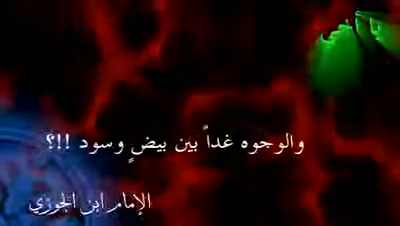 والوجوه غداً بين بيضٍ وسود !!؟
الإمام ابن الجوزي